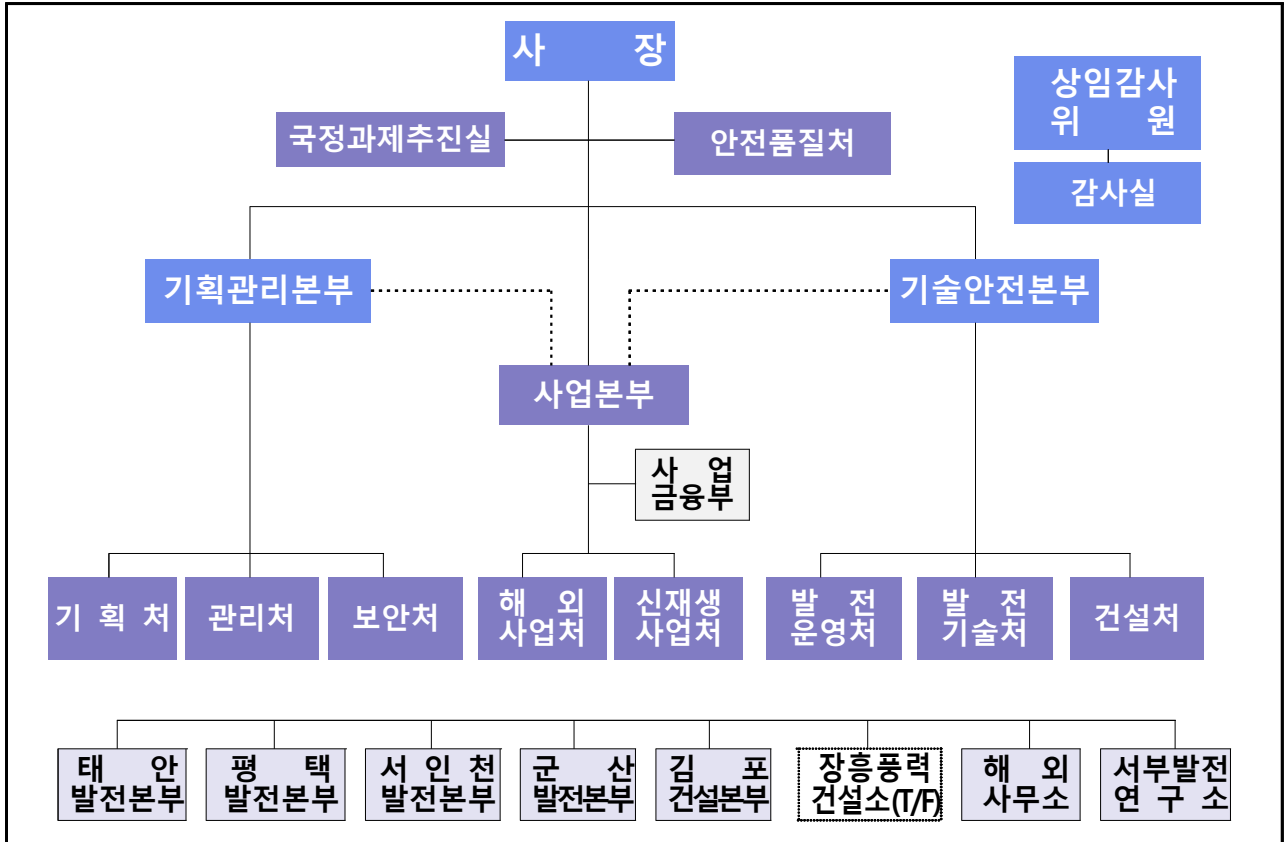 사 장
상임감사
위 원
국정과제추진실
안전품질처
감사실
기획관리본부
기술안전본부
사업본부
사 업
금융부
기 획 처
관리처
보안처
해 외
사업처
신재생
사업처
발 전
운영처
발 전
기술처
건설처
태 안
발전본부
평 택
발전본부
서 인 천
발전본부
군 산
발전본부
김 포
건설본부
장흥풍력
건설소(T/F)
해 외
사무소
서부발전
연 구 소